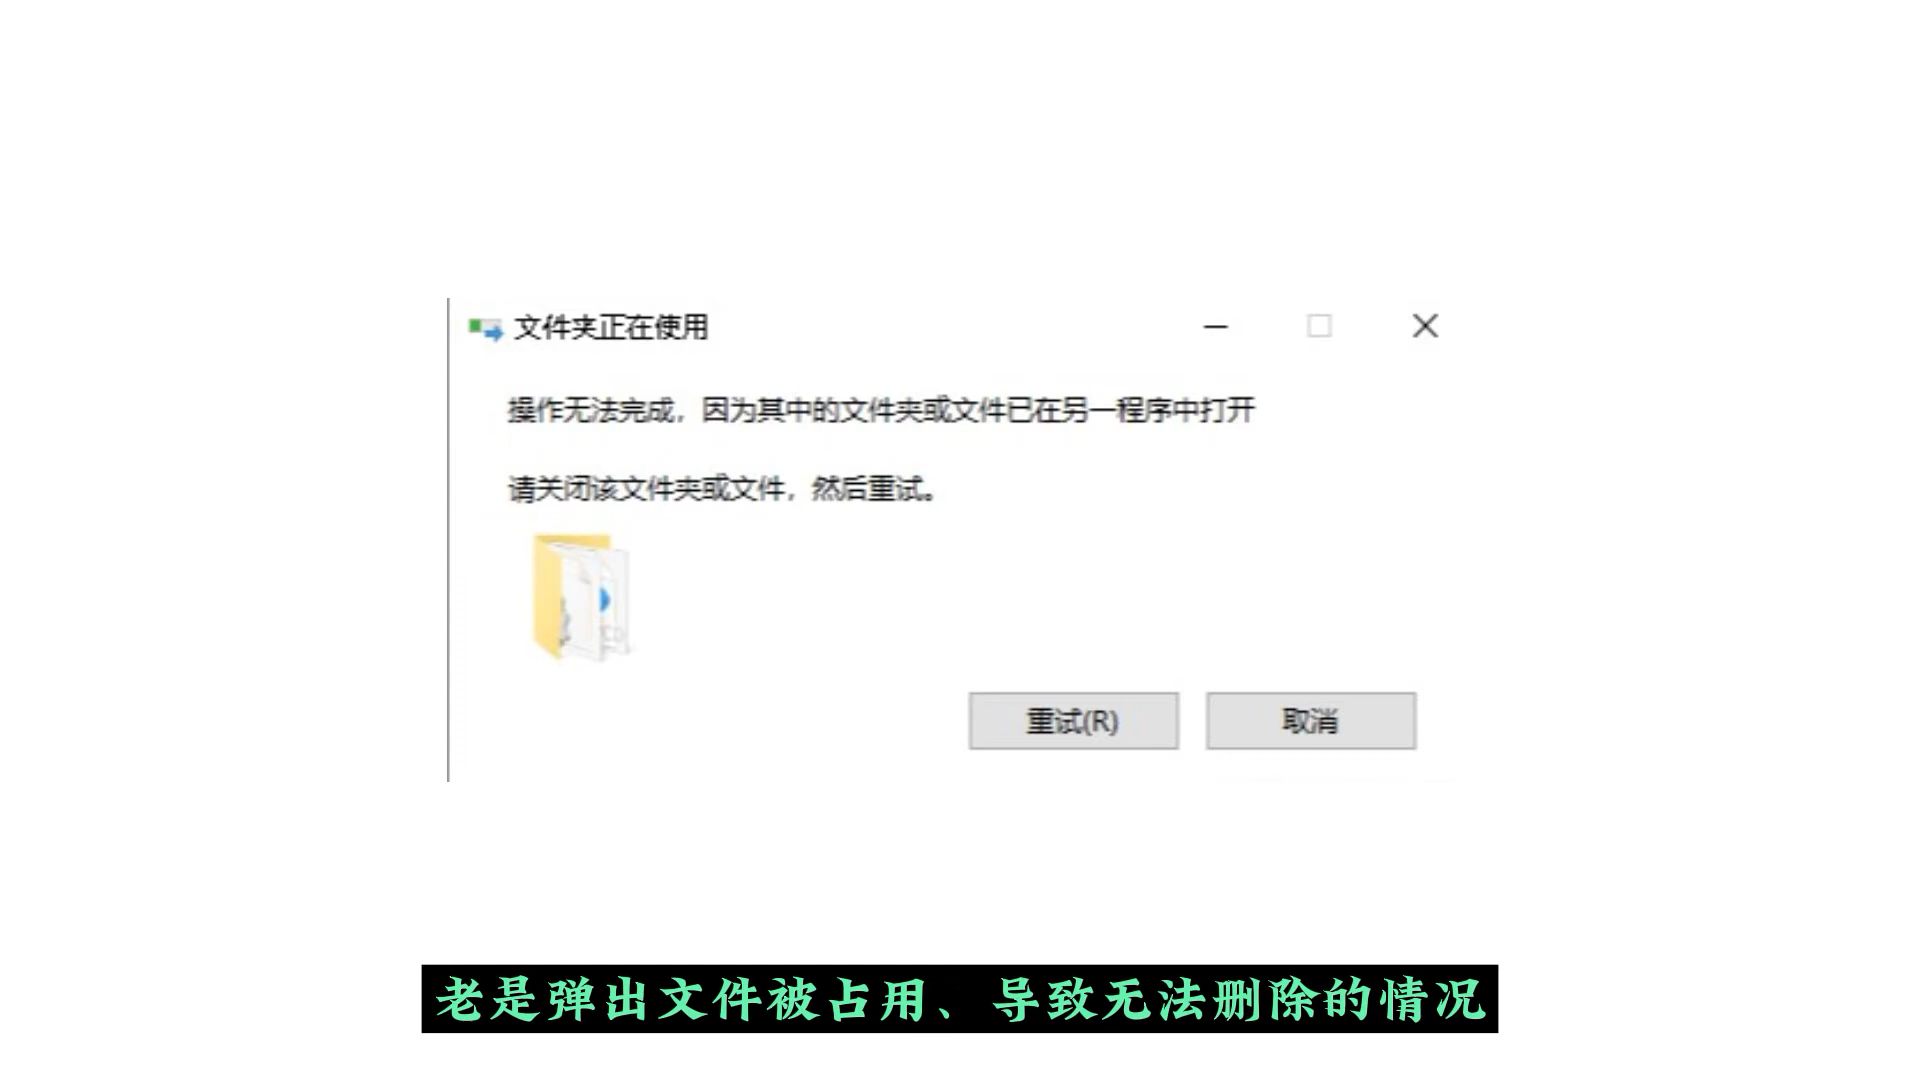 文件夹正在使用
操作无法完成，因为其中的文件夹或文件已在另一程序中打开
请关闭该文件夹或文件，然后重试。
重试(R)
取消
老是弹出文件被占用、导致无法删除的情况